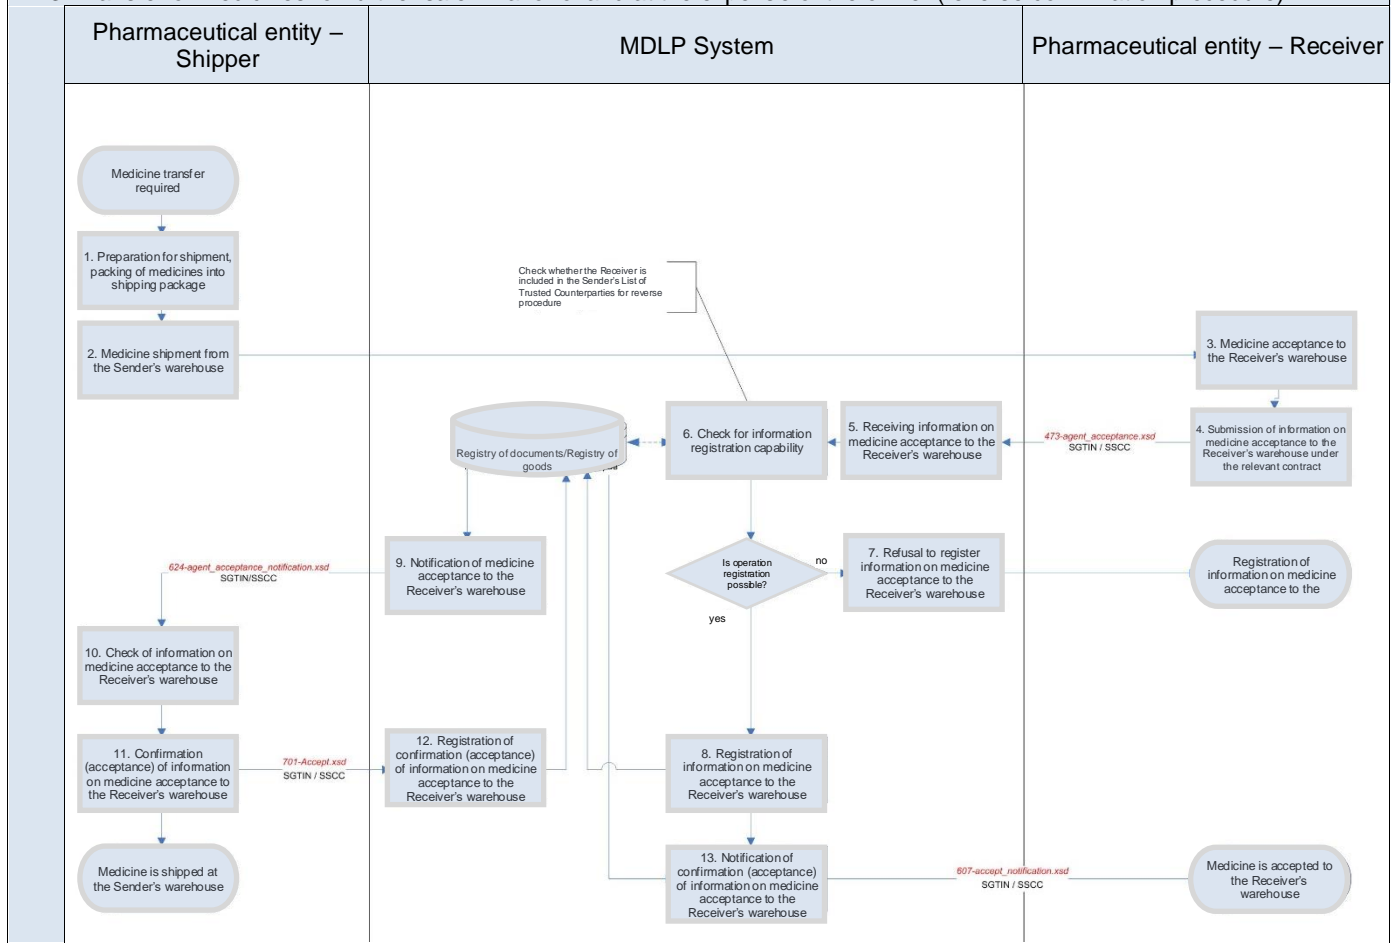 Pharmaceutical entity –
Shipper
MDLP System
Pharmaceutical entity – Receiver
Medicine transfer
required
1. Preparation for shipment,
packing of medicines into
shipping package
Check whether the Receiver is
included in the Sender's List of
Trusted Counterparties for reverse
procedure
2. Medicine shipment from
the Sender's warehouse
3. Medicine acceptance to
the Receiver's warehouse
Registry of documents/Registry of
goods
6. Check for information
registration capability
5. Receiving information on
medicine acceptance to the
Receiver's warehouse
473-agent_acceptance.xsd
SGTIN / SSCC
4. Submission of information on
medicine acceptance to the
Receiver's warehouse under
the relevant contract
624-agent_acceptance_notification.xsd
SGTIN/SSCC
9. Notification of medicine
acceptance to the
Receiver's warehouse
Is operation
registration
possible?
no
yes
7. Refusal to register
information on medicine
acceptance to the
Receiver's warehouse
Registration of
information on medicine
acceptance to the
10. Check of information on
medicine acceptance to the
Receiver's warehouse
11. Confirmation
(acceptance) of information
on medicine acceptance to
the Receiver's warehouse
701-Accept.xsd
SGTIN / SSCC
12. Registration of
confirmation (acceptance)
of information on medicine
acceptance to the
Receiver's warehouse
8. Registration of
information on medicine
acceptance to the
Receiver's warehouse
Medicine is shipped at
the Sender's warehouse
13. Notification of
confirmation (acceptance)
of information on medicine
acceptance to the
Receiver's warehouse
607-accept_notification.xsd
SGTIN / SSCC
Medicine is accepted to
the Receiver's
warehouse